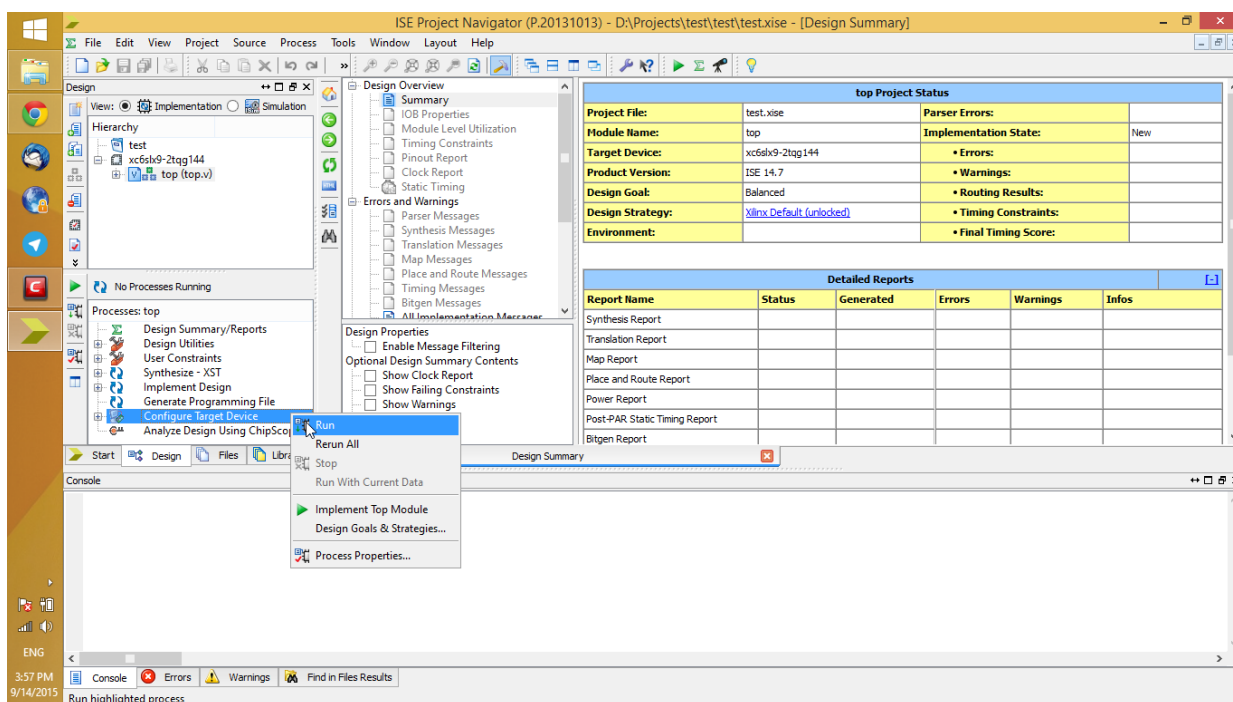 ISE Project Navigator (P.20131013) - D:\Projects\test\test\test.xise - [Design Summary]
File Edit View Project Source Process Tools Window Layout Help
Design
View: Implementation Simulation
Hierarchy
test
xc6slx9-2tqg144
top (top.v)
No Processes Running
Processes: top
Design Summary/Reports
Design Utilities
User Constraints
Synthesize - XST
Implement Design
Generate Programming File
Configure Target Device
Analyze Design Using ChipScop
Start Design Files Libra
Design Overview
Summary
IOB Properties
Module Level Utilization
Timing Constraints
Pinout Report
Clock Report
Static Timing
Errors and Warnings
Parser Messages
Synthesis Messages
Translation Messages
Map Messages
Place and Route Messages
Timing Messages
Bitgen Messages
All Implementation Messages
Design Properties
Enable Message Filtering
Optional Design Summary Contents
Show Clock Report
Show Failing Constraints
Show Warnings
top Project Status
Project File: test.xise Parser Errors:
Module Name: top Implementation State: New
Target Device: xc6slx9-2tqg144 • Errors:
Product Version: ISE 14.7 • Warnings:
Design Goal: Balanced • Routing Results:
Design Strategy: Xilinx Default (unlocked) • Timing Constraints:
Environment: • Final Timing Score:
Detailed Reports [-]
Report Name Status Generated Errors Warnings Infos
Synthesis Report
Translation Report
Map Report
Place and Route Report
Power Report
Post-PAR Static Timing Report
Bitgen Report
Design Summary
Run
Rerun All
Stop
Run With Current Data
Implement Top Module
Design Goals & Strategies...
Process Properties...
Console
Console Errors Warnings Find in Files Results
Run highlighted process
ENG
3:57 PM
9/14/2015